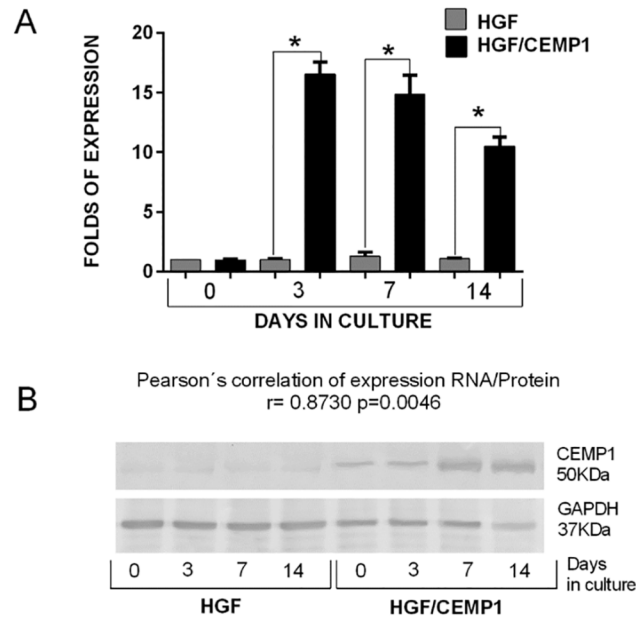 A
HGF
HGF/CEMP1
FOLDS OF EXPRESSION
20
15
10
5
0
*
*
*
0 3 7 14
DAYS IN CULTURE
B
Pearson´s correlation of expression RNA/Protein
r= 0.8730 p=0.0046
CEMP1
50KDa
GAPDH
37KDa
0 3 7 14 0 3 7 14
Days
in culture
HGF HGF/CEMP1